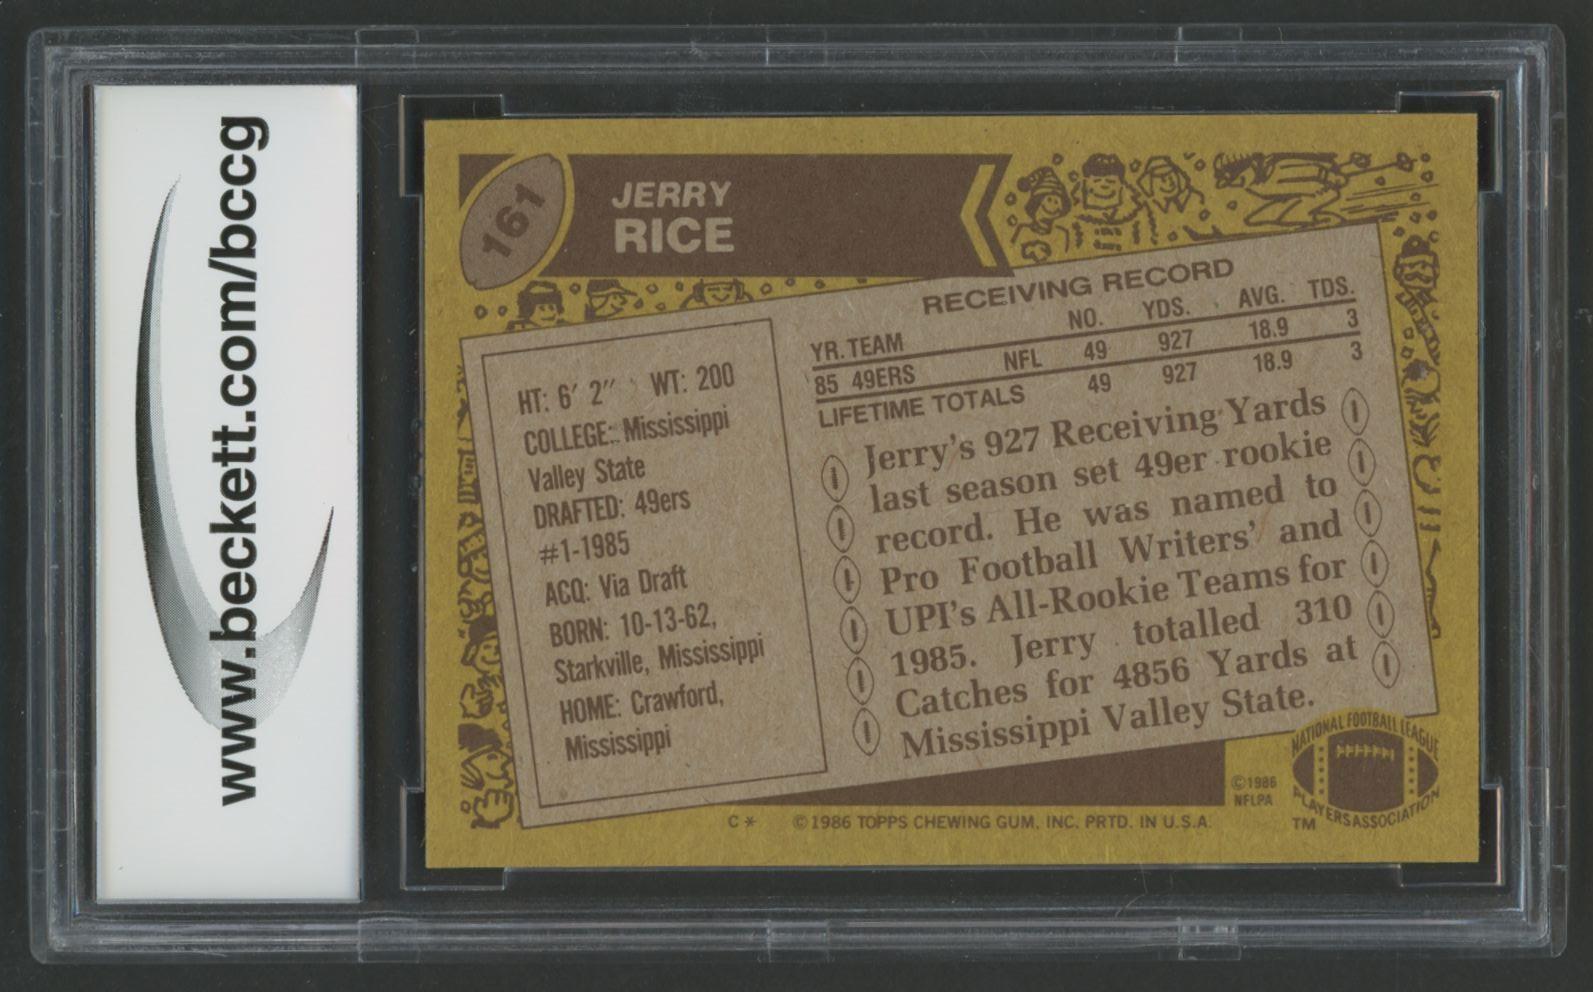 www.beckett.com/bccg
161
JERRY
RICE
HT: 6′ 2″ WT: 200
COLLEGE: Mississippi
Valley State
DRAFTED: 49ers
#1-1985
ACQ: Via Draft
BORN: 10-13-62,
Starkville, Mississippi
HOME: Crawford,
Mississippi
RECEIVING RECORD
YR. TEAM NO. YDS. AVG. TDS.
85 49ERS NFL 49 927 18.9 3
LIFETIME TOTALS 49 927 18.9 3
Jerry's 927 Receiving Yards
last season set 49er rookie
record. He was named to
Pro Football Writers' and
UPI's All-Rookie Teams for
1985. Jerry totalled 310
Catches for 4856 Yards at
Mississippi Valley State.
C* ©1986 TOPPS CHEWING GUM, INC. PRTD. IN U.S.A.
©1986
NFLPA
NATIONAL FOOTBALL LEAGUE
PLAYERS ASSOCIATION
TM